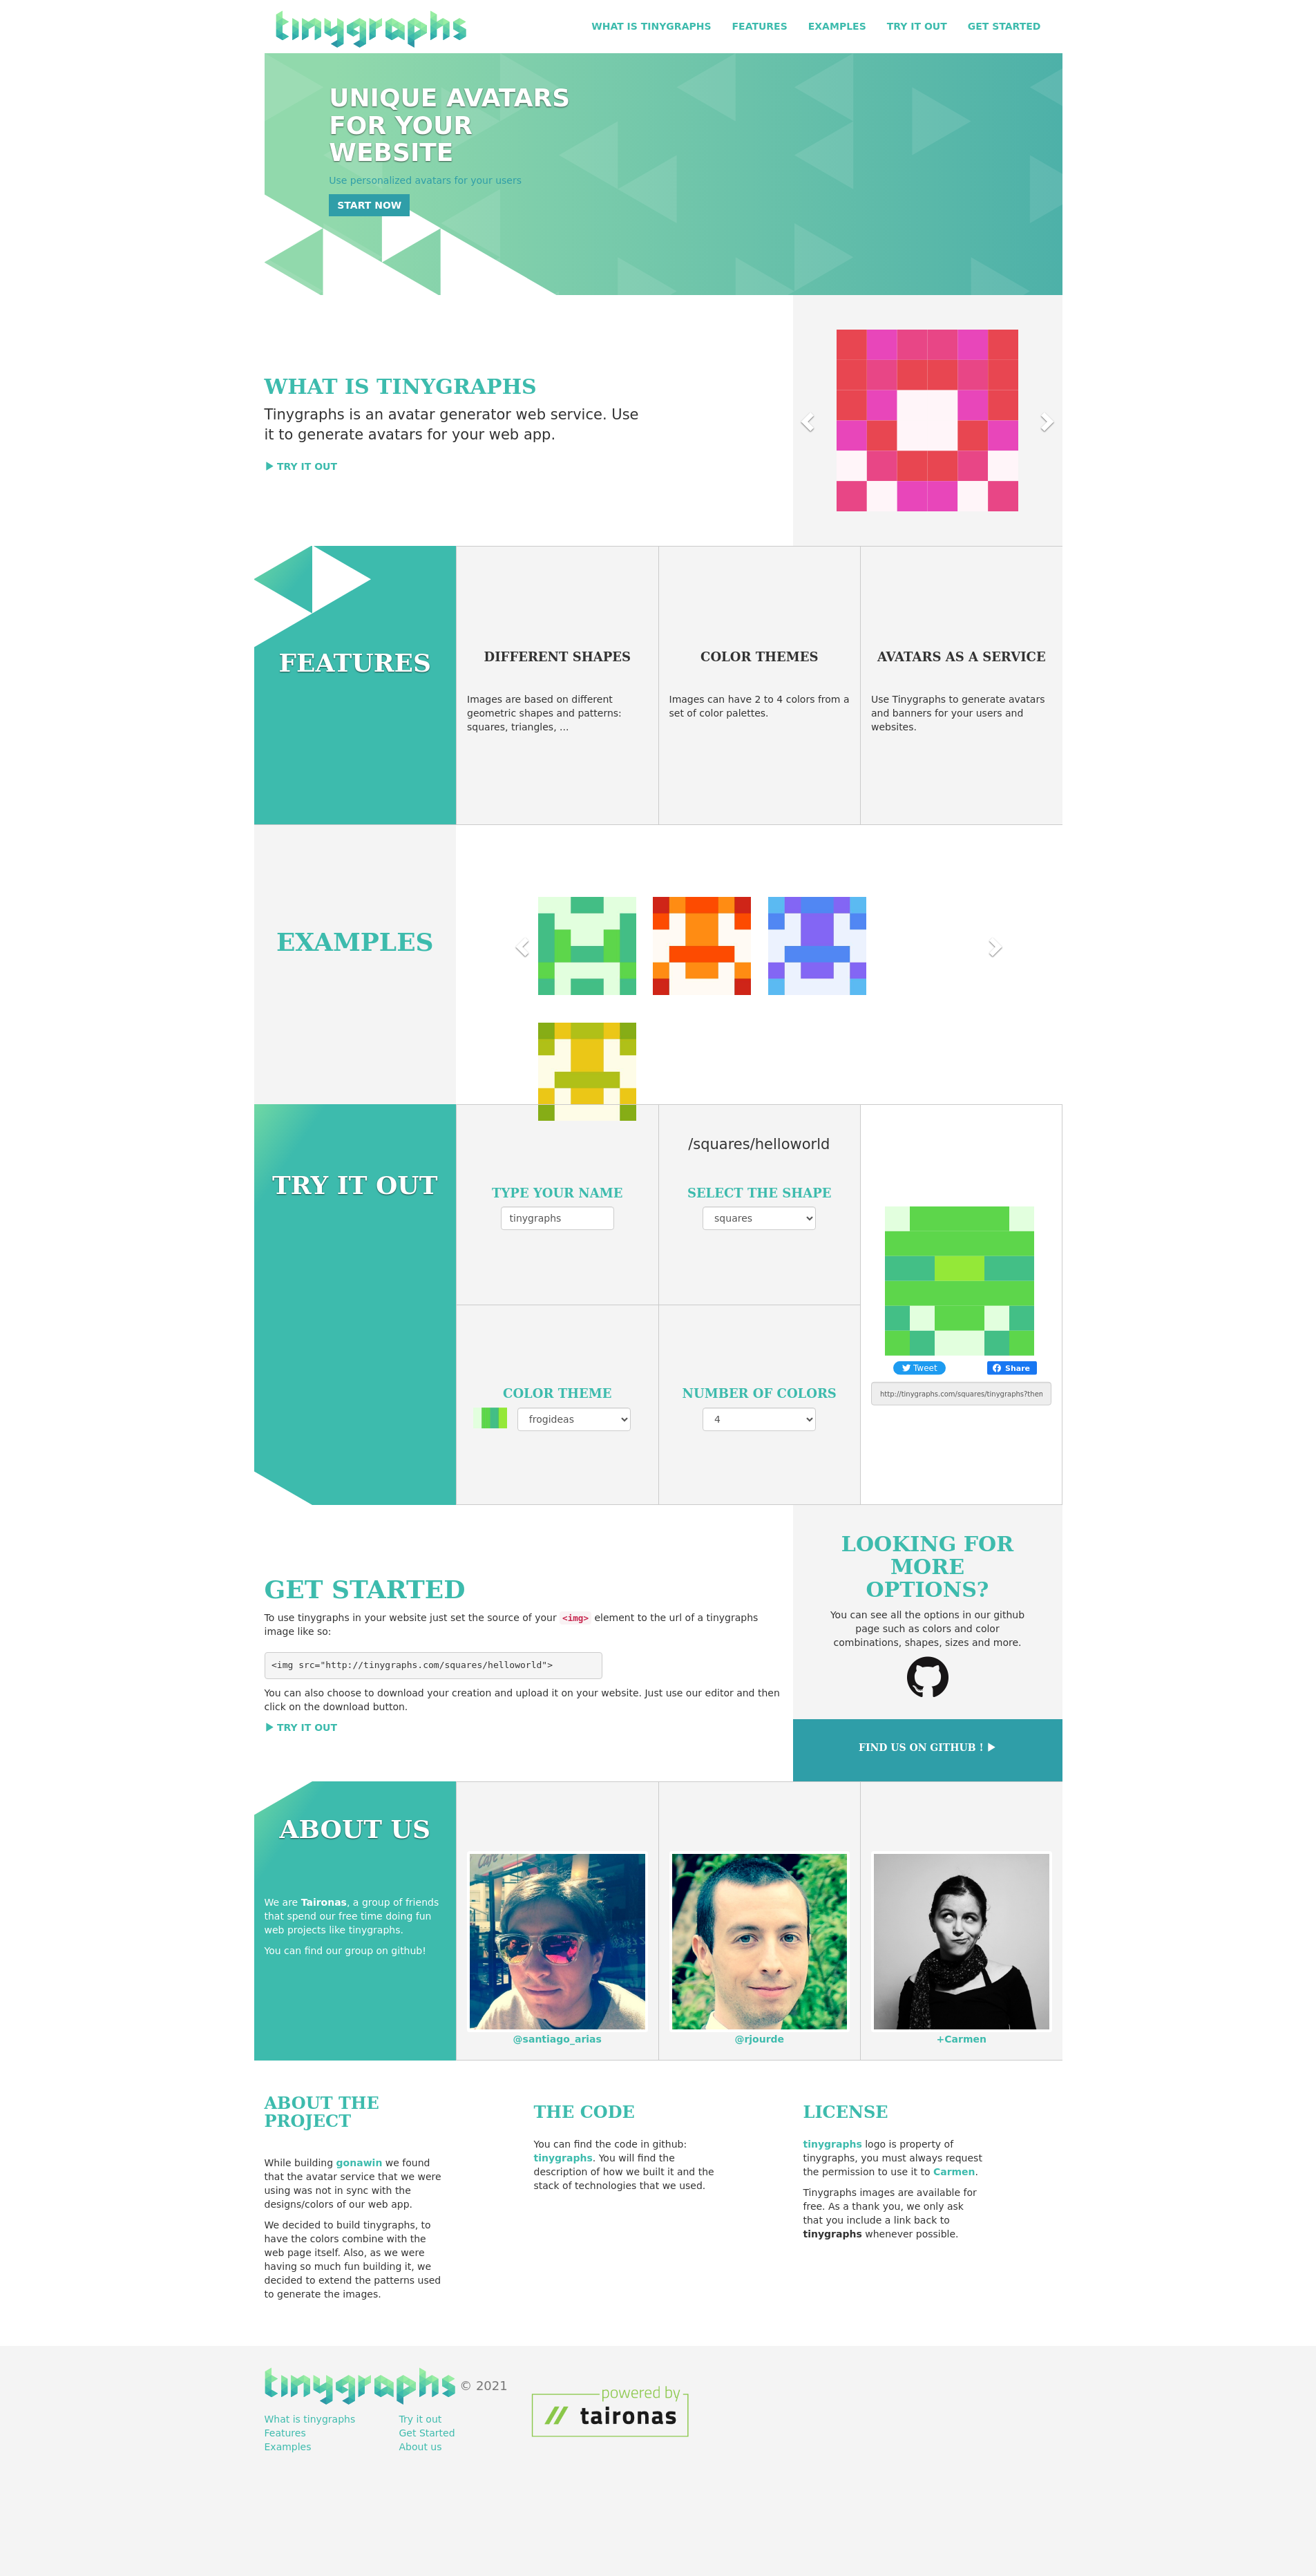 tinygraphs
WHAT IS TINYGRAPHS
FEATURES
EXAMPLES
TRY IT OUT
GET STARTED
UNIQUE AVATARS
FOR YOUR
WEBSITE
Use personalized avatars for your users
START NOW
WHAT IS TINYGRAPHS
Tinygraphs is an avatar generator web service. Use
it to generate avatars for your web app.
TRY IT OUT
FEATURES
DIFFERENT SHAPES
Images are based on different
geometric shapes and patterns:
squares, triangles, ...
COLOR THEMES
Images can have 2 to 4 colors from a
set of color palettes.
AVATARS AS A SERVICE
Use Tinygraphs to generate avatars
and banners for your users and
websites.
EXAMPLES
TRY IT OUT
TYPE YOUR NAME
tinygraphs
/squares/helloworld
SELECT THE SHAPE
squares
COLOR THEME
frogideas
NUMBER OF COLORS
4
Tweet
Share
http://tinygraphs.com/squares/tinygraphs?then
GET STARTED
To use tinygraphs in your website just set the source of your <img> element to the url of a tinygraphs
image like so:
<img src="http://tinygraphs.com/squares/helloworld">
You can also choose to download your creation and upload it on your website. Just use our editor and then
click on the download button.
TRY IT OUT
LOOKING FOR
MORE
OPTIONS?
You can see all the options in our github
page such as colors and color
combinations, shapes, sizes and more.
FIND US ON GITHUB !
ABOUT US
We are Taironas, a group of friends
that spend our free time doing fun
web projects like tinygraphs.
You can find our group on github!
@santiago_arias
@rjourde
+Carmen
ABOUT THE
PROJECT
While building gonawin we found
that the avatar service that we were
using was not in sync with the
designs/colors of our web app.
We decided to build tinygraphs, to
have the colors combine with the
web page itself. Also, as we were
having so much fun building it, we
decided to extend the patterns used
to generate the images.
THE CODE
You can find the code in github:
tinygraphs. You will find the
description of how we built it and the
stack of technologies that we used.
LICENSE
tinygraphs logo is property of
tinygraphs, you must always request
the permission to use it to Carmen.
Tinygraphs images are available for
free. As a thank you, we only ask
that you include a link back to
tinygraphs whenever possible.
tinygraphs © 2021
What is tinygraphs
Features
Examples
Try it out
Get Started
About us
powered by
// taironas